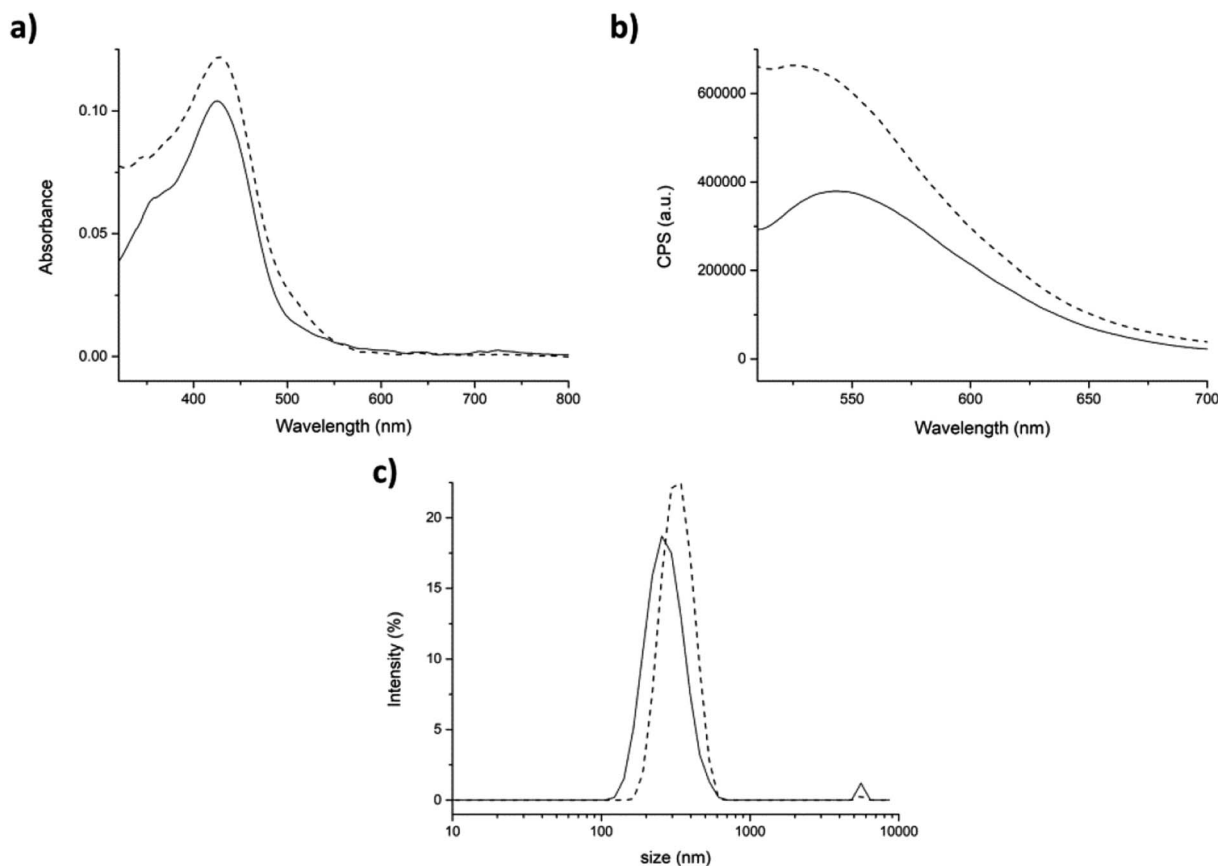 a)
0.10
0.05
0.00
Absorbance
400 500 600 700 800
Wavelength (nm)
b)
600000
400000
200000
0
CPS (a.u.)
550 600 650 700
Wavelength (nm)
c)
20
15
10
5
0
Intensity (%)
10 100 1000 10000
size (nm)